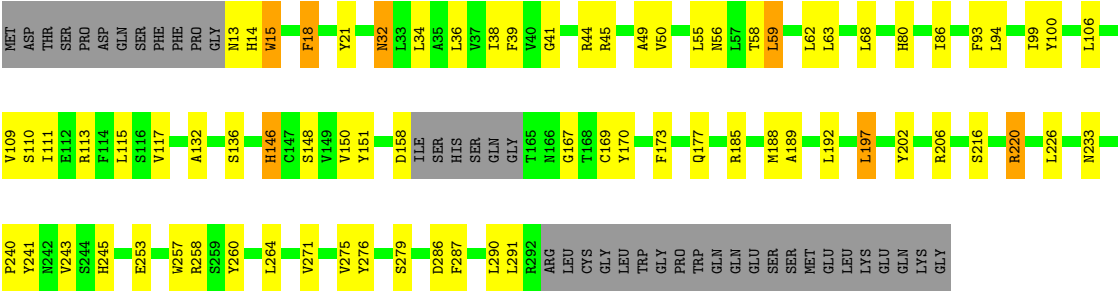 MET ASP THR SER PRO ASP GLN SER PHE PHE PRO GLY N13 H14 W15 F18 Y21 N32 L33 L34 A35 L36 V37 I38 F39 V40 G41 R44 R45 A49 V50 L55 N56 L57 T58 L59 L62 L63 L68 H80 I86 F93 L94 I99 Y100 L106
V109 S110 I111 E112 R113 F114 L115 S116 V117 A132 S136 H146 C147 S148 V149 V150 Y151 D158 ILE SER HIS SER GLN GLY T165 N166 G167 T168 C169 Y170 F173 Q177 R185 M188 A189 L192 L197 Y202 R206 S216 R220 L226 N233
P240 Y241 N242 V243 S244 H245 E253 W257 R258 S259 Y260 L264 V271 V275 Y276 S279 D286 F287 L290 L291 R292 ARG LEU CYS GLY LEU TRP GLY PRO TRP GLN GLN GLU SER SER MET GLU LEU LYS GLU GLN LYS GLY